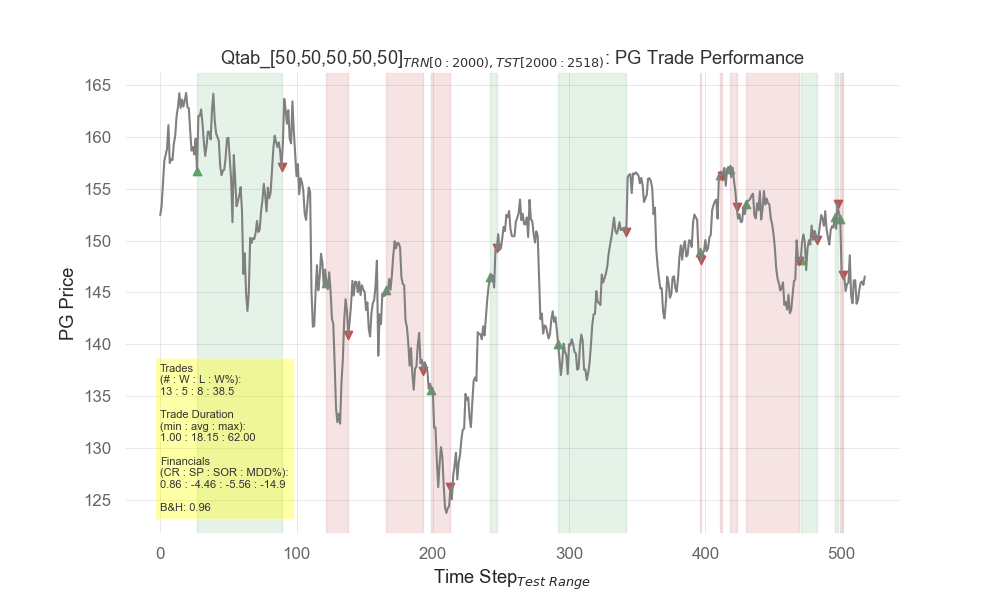 Qtab_[50,50,50,50,50]TRN[0 : 2000), TST[2000 : 2518): PG Trade Performance
165
160
155
150
145
140
135
130
125
PG Price
Trades
(# : W : L : W%):
13 : 5 : 8 : 38.5
Trade Duration
(min : avg : max):
1.00 : 18.15 : 62.00
Financials
(CR : SP : SOR : MDD%):
0.86 : -4.46 : -5.56 : -14.9
B&H: 0.96
0 100 200 300 400 500
Time StepTest Range